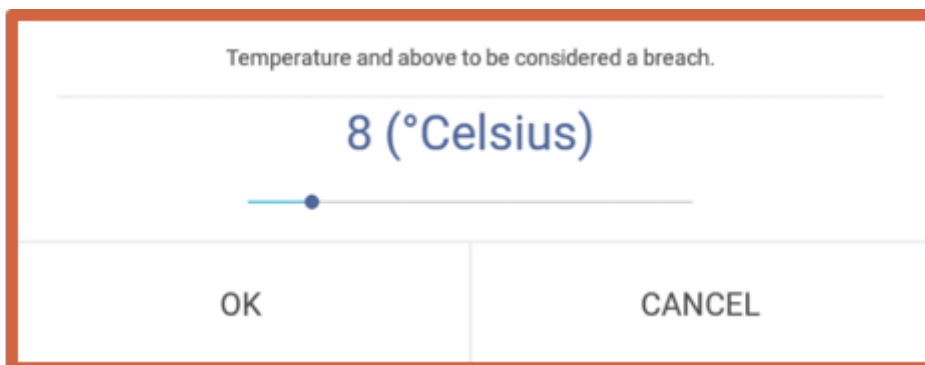 Temperature and above to be considered a breach.
8 (°Celsius)
OK
CANCEL